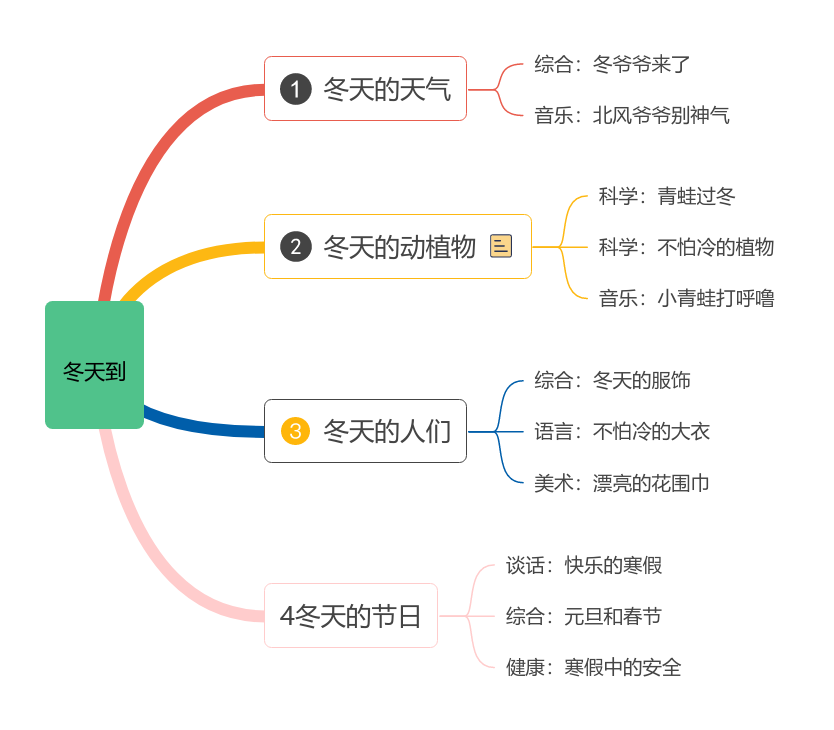 冬天到
1 冬天的天气
综合：冬爷爷来了
音乐：北风爷爷别神气
2 冬天的动植物
科学：青蛙过冬
科学：不怕冷的植物
音乐：小青蛙打呼噜
3 冬天的人们
综合：冬天的服饰
语言：不怕冷的大衣
美术：漂亮的花围巾
4冬天的节日
谈话：快乐的寒假
综合：元旦和春节
健康：寒假中的安全